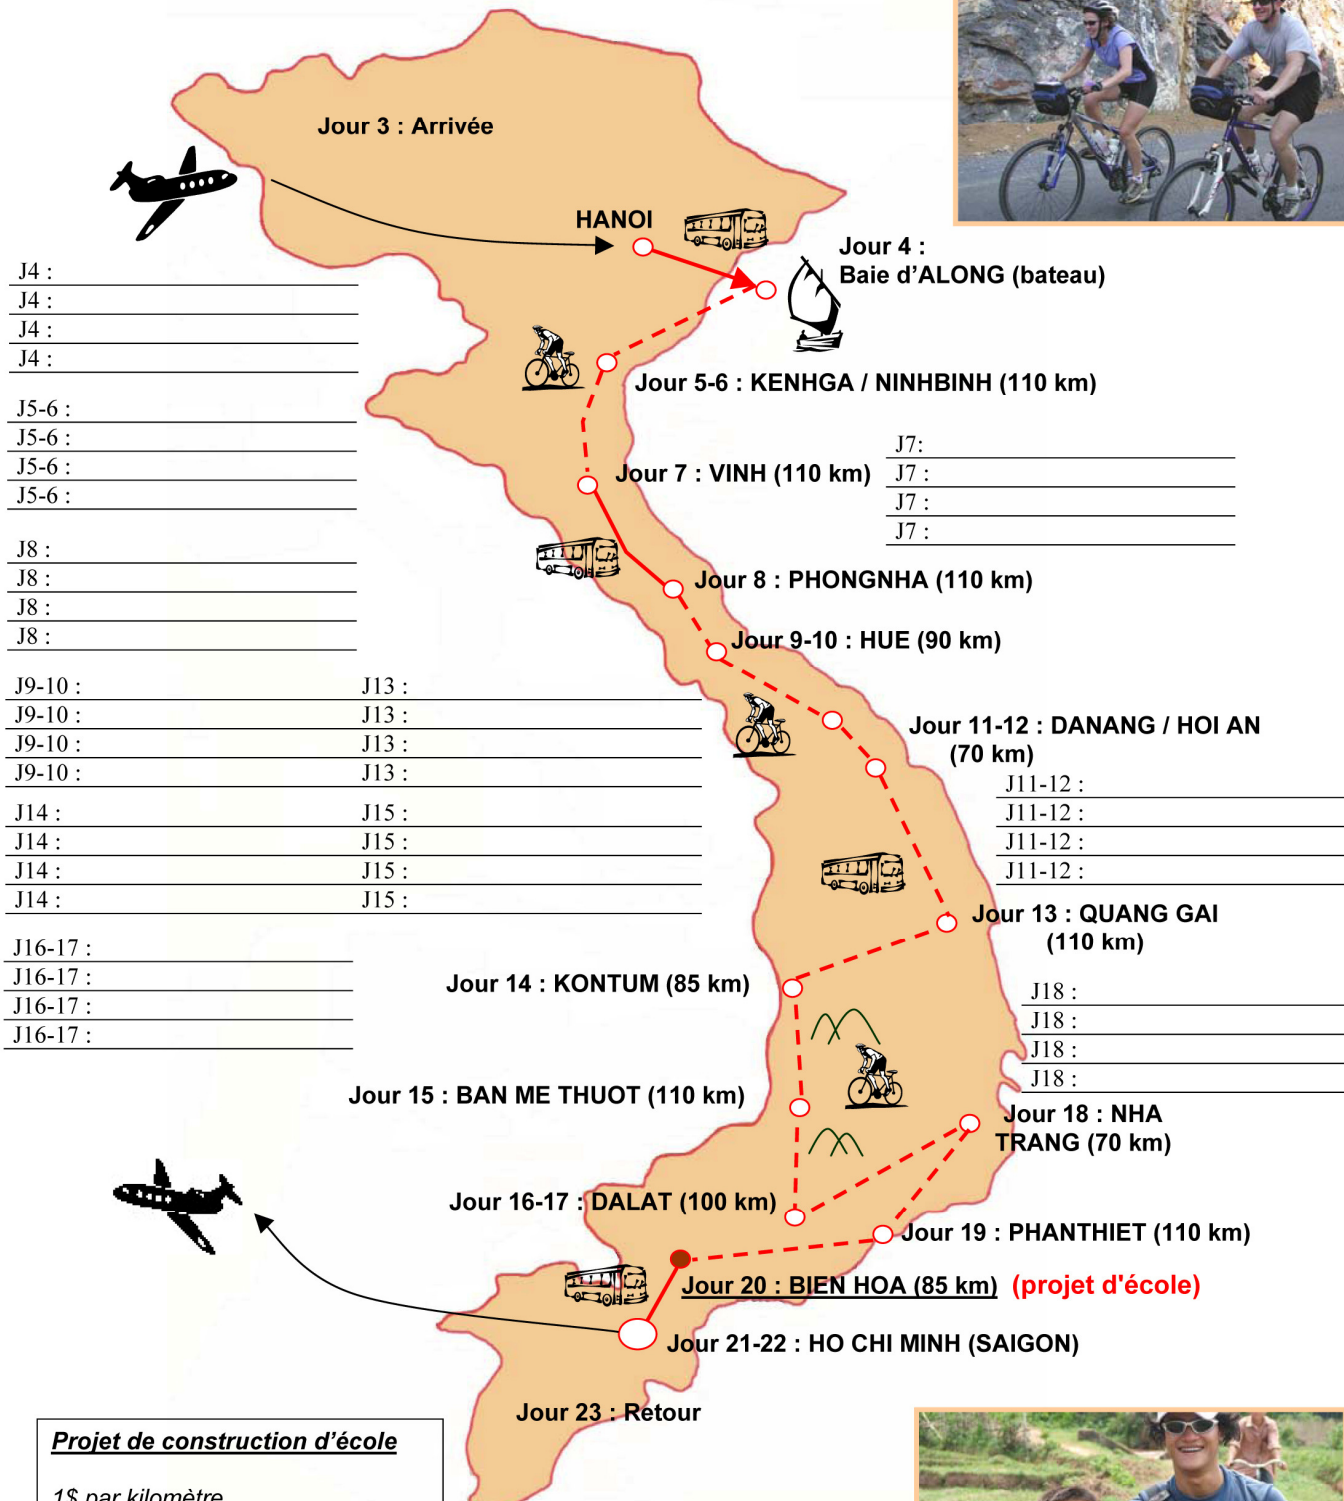 Jour 3 : Arrivée
HANOI
Jour 4 :
Baie d'ALONG (bateau)
J4 :
J4 :
J4 :
J4 :
Jour 5-6 : KENHGA / NINHBINH (110 km)
J5-6 :
J5-6 :
J5-6 :
J5-6 :
Jour 7 : VINH (110 km)
J7:
J7 :
J7 :
J7 :
J8 :
J8 :
J8 :
J8 :
Jour 8 : PHONGNHA (110 km)
Jour 9-10 : HUE (90 km)
J9-10 : J13 :
J9-10 : J13 :
J9-10 : J13 :
J9-10 : J13 :
Jour 11-12 : DANANG / HOI AN
(70 km)
J11-12 :
J11-12 :
J11-12 :
J11-12 :
J14 : J15 :
J14 : J15 :
J14 : J15 :
J14 : J15 :
Jour 13 : QUANG GAI
(110 km)
J16-17 :
J16-17 :
J16-17 :
J16-17 :
Jour 14 : KONTUM (85 km)
J18 :
J18 :
J18 :
J18 :
Jour 15 : BAN ME THUOT (110 km)
Jour 18 : NHA
TRANG (70 km)
Jour 16-17 : DALAT (100 km)
Jour 19 : PHANTHIET (110 km)
Jour 20 : BIEN HOA (85 km) (projet d'école)
Jour 21-22 : HO CHI MINH (SAIGON)
Jour 23 : Retour
Projet de construction d'école
1$ par kilomètre